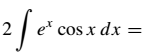 2 ∫ eˣ cos x dx =